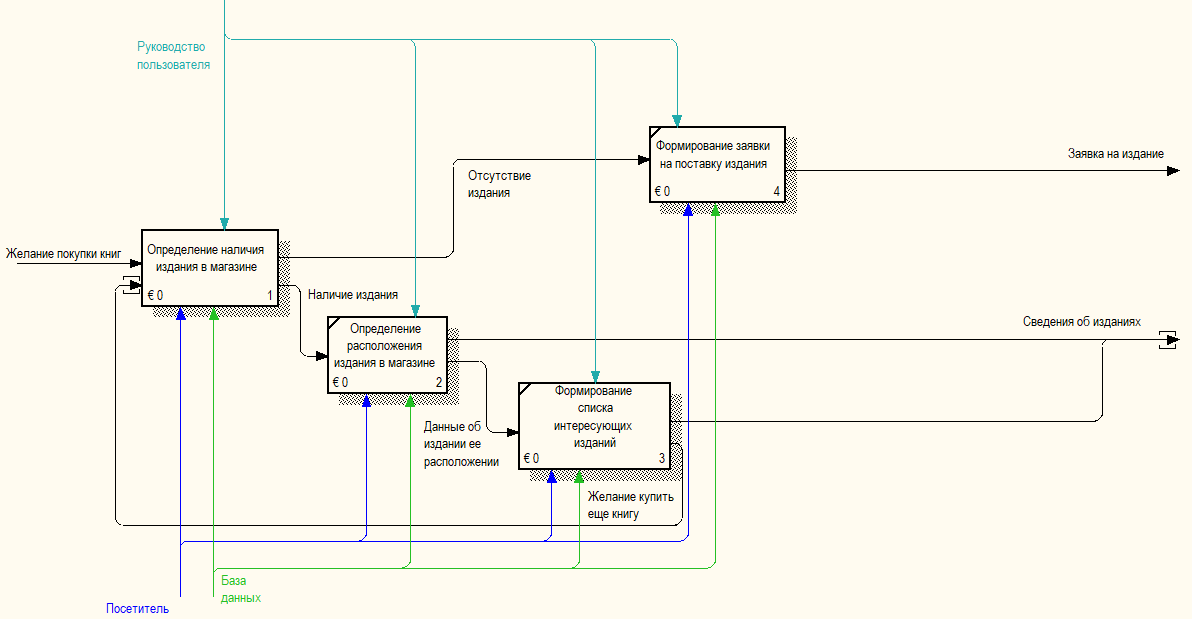 Руководство
пользователя
Формирование заявки
на поставку издания
€ 0 4
Заявка на издание
Отсутствие
издания
Желание покупки книг
Определение наличия
издания в магазине
€ 0 1
Наличие издания
Определение
расположения
издания в магазине
€ 0 2
Сведения об изданиях
Формирование
списка
интересующих
изданий
€ 0 3
Данные об
издании ее
расположении
Желание купить
еще книгу
База
данных
Посетитель